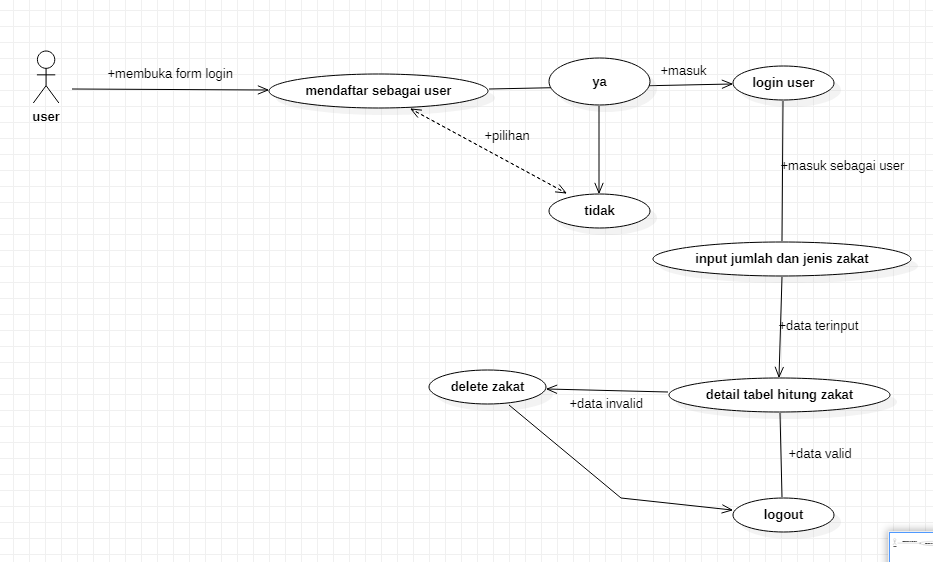 +membuka form login
user
mendaftar sebagai user
ya
+masuk
login user
+pilihan
tidak
+masuk sebagai user
input jumlah dan jenis zakat
+data terinput
detail tabel hitung zakat
+data invalid
delete zakat
+data valid
logout